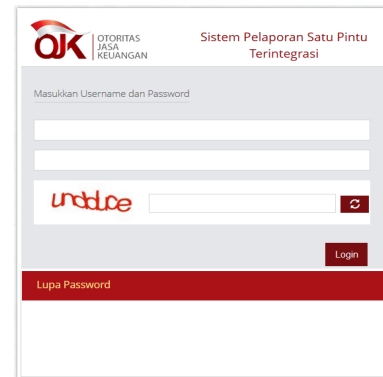 OJK
OTORITAS
JASA
KEUANGAN
Sistem Pelaporan Satu Pintu
Terintegrasi
Masukkan Username dan Password
Login
Lupa Password